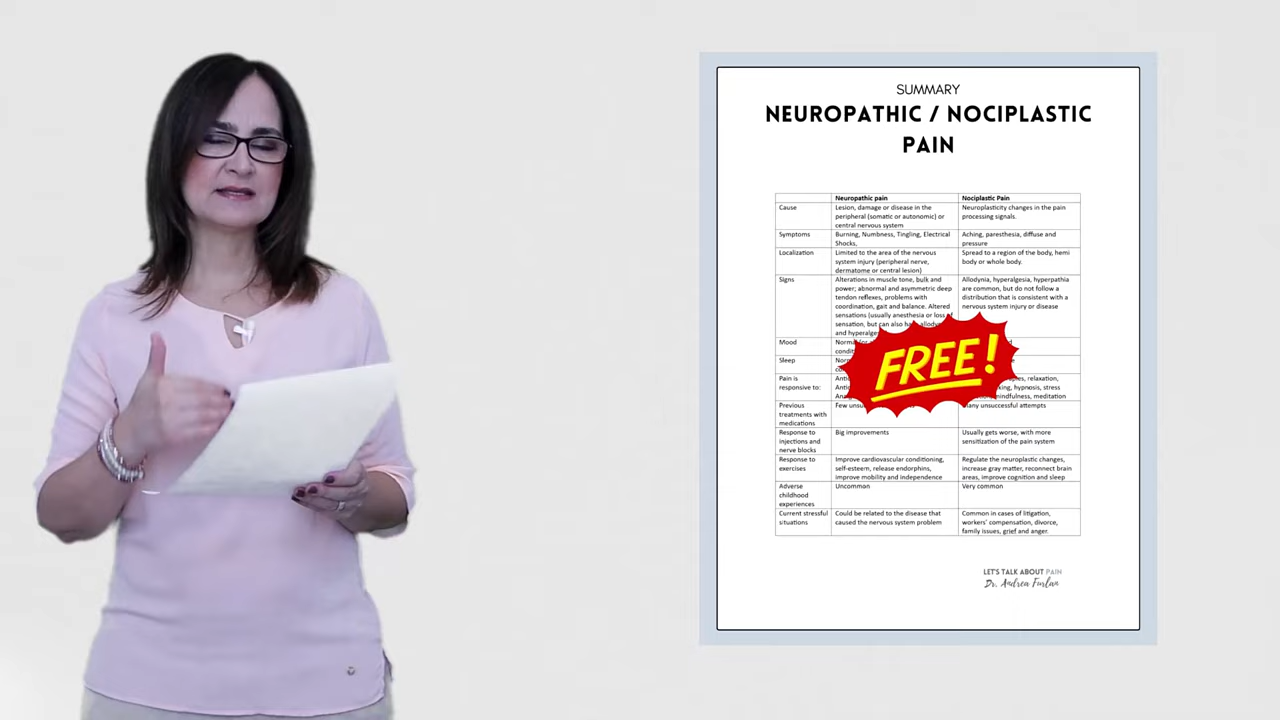 SUMMARY
NEUROPATHIC / NOCIPLASTIC
PAIN
Neuropathic pain
Nociplastic Pain
Cause
Lesion, damage or disease in the
peripheral (somatic or autonomic) or
central nervous system
Neuroplasticity changes in the pain
processing signals.
Symptoms
Burning, Numbness, Tingling, Electrical
Shocks,
Aching, paresthesia, diffuse and
pressure
Localization
Limited to the area of the nervous
system injury (peripheral nerve,
dermatome or central lesion)
Spread to a region of the body, hemi
body or whole body.
Signs
Alterations in muscle tone, bulk and
power; abnormal and asymmetric deep
tendon reflexes, problems with
coordination, gait and balance. Altered
sensations (usually anesthesia or loss of
sensation, but can also
and
Allodynia, hyperalgesia, hyperpathia
are common, but do not follow a
distribution that is consistent with a
nervous system injury or disease
Mood
Sleep
Pain is
responsive to:
relaxation,
hypnosis, stress
mindfulness, meditation
FREE!
Previous
treatments with
medications
Few
Many unsuccessful attempts
Response to
injections and
nerve blocks
Big improvements
Usually gets worse, with more
sensitization of the pain system
Response to
exercises
Improve cardiovascular conditioning,
self-esteem, release endorphins,
improve mobility and independence
Regulate the neuroplastic changes,
increase gray matter, reconnect brain
areas, improve cognition and sleep
Adverse
childhood
experiences
Uncommon
Very common
Current stressful
situations
Could be related to the disease that
caused the nervous system problem
Common in cases of litigation,
workers' compensation, divorce,
family issues, grief and anger.
LET'S TALK ABOUT PAIN
Dr. Andrea Furlan